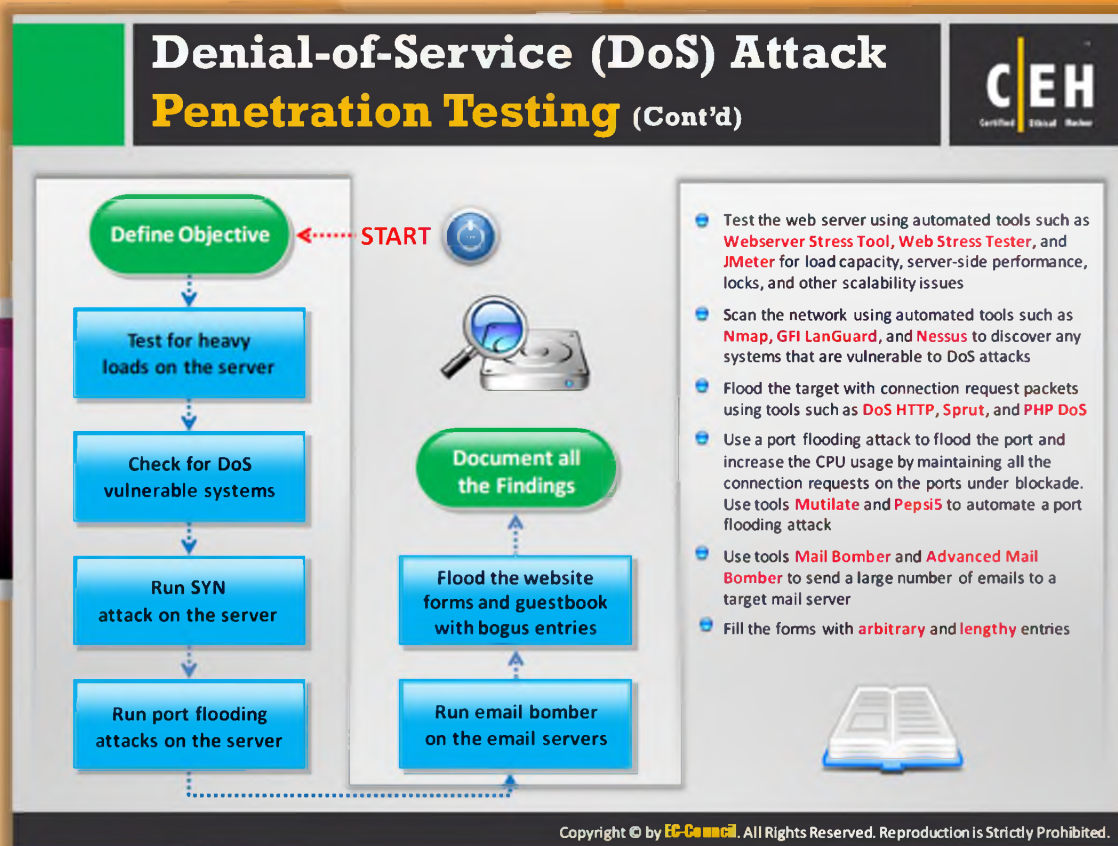 Denial-of-Service (DoS) Attack
Penetration Testing (Cont’d)
C EH
Certified Ethical Hacker
Define Objective
START
Test for heavy
loads on the server
Check for DoS
vulnerable systems
Run SYN
attack on the server
Run port flooding
attacks on the server
Document all
the Findings
Flood the website
forms and guestbook
with bogus entries
Run email bomber
on the email servers
Test the web server using automated tools such as
Webserver Stress Tool, Web Stress Tester, and
JMeter for load capacity, server-side performance,
locks, and other scalability issues
Scan the network using automated tools such as
Nmap, GFI LanGuard, and Nessus to discover any
systems that are vulnerable to DoS attacks
Flood the target with connection request packets
using tools such as DoS HTTP, Sprut, and PHP DoS
Use a port flooding attack to flood the port and
increase the CPU usage by maintaining all the
connection requests on the ports under blockade.
Use tools Mutilate and Pepsi5 to automate a port
flooding attack
Use tools Mail Bomber and Advanced Mail
Bomber to send a large number of emails to a
target mail server
Fill the forms with arbitrary and lengthy entries
Copyright © by EC-Council. All Rights Reserved. Reproduction is Strictly Prohibited.